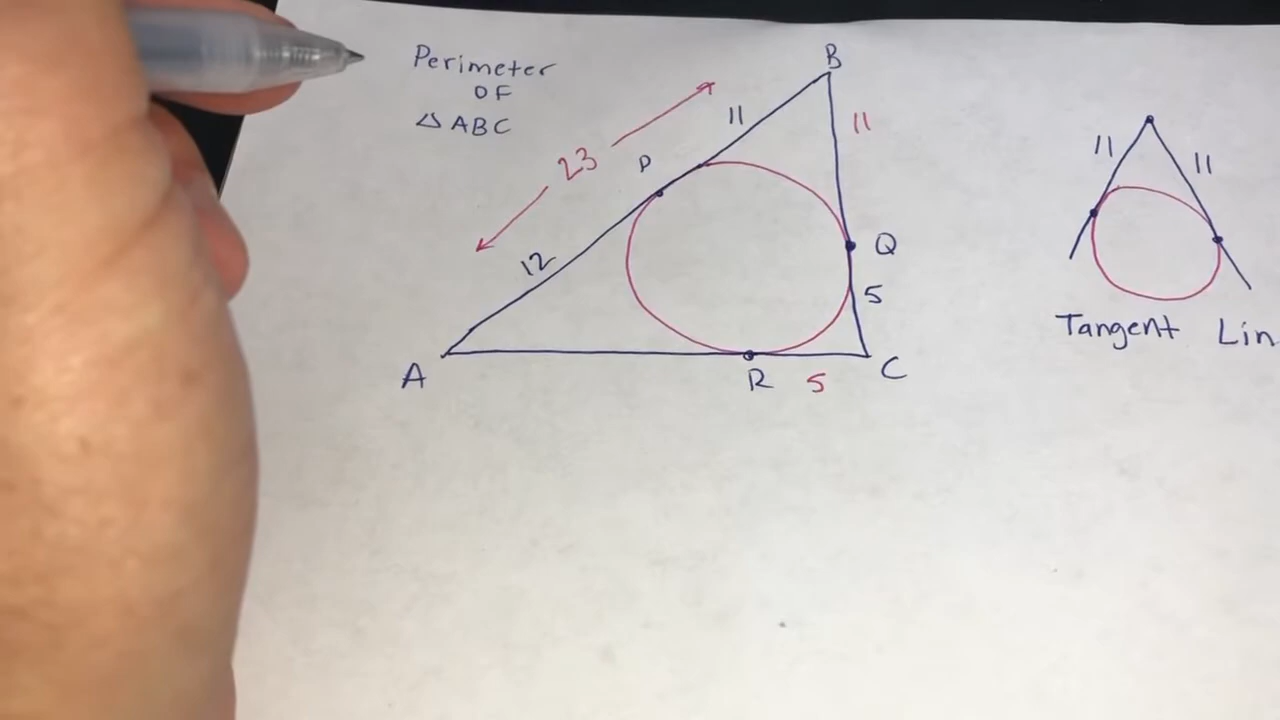 Perimeter
OF
△ ABC
B
11
11
P
23
12
Q
5
A
R
5
C
11
11
Tangent Lin